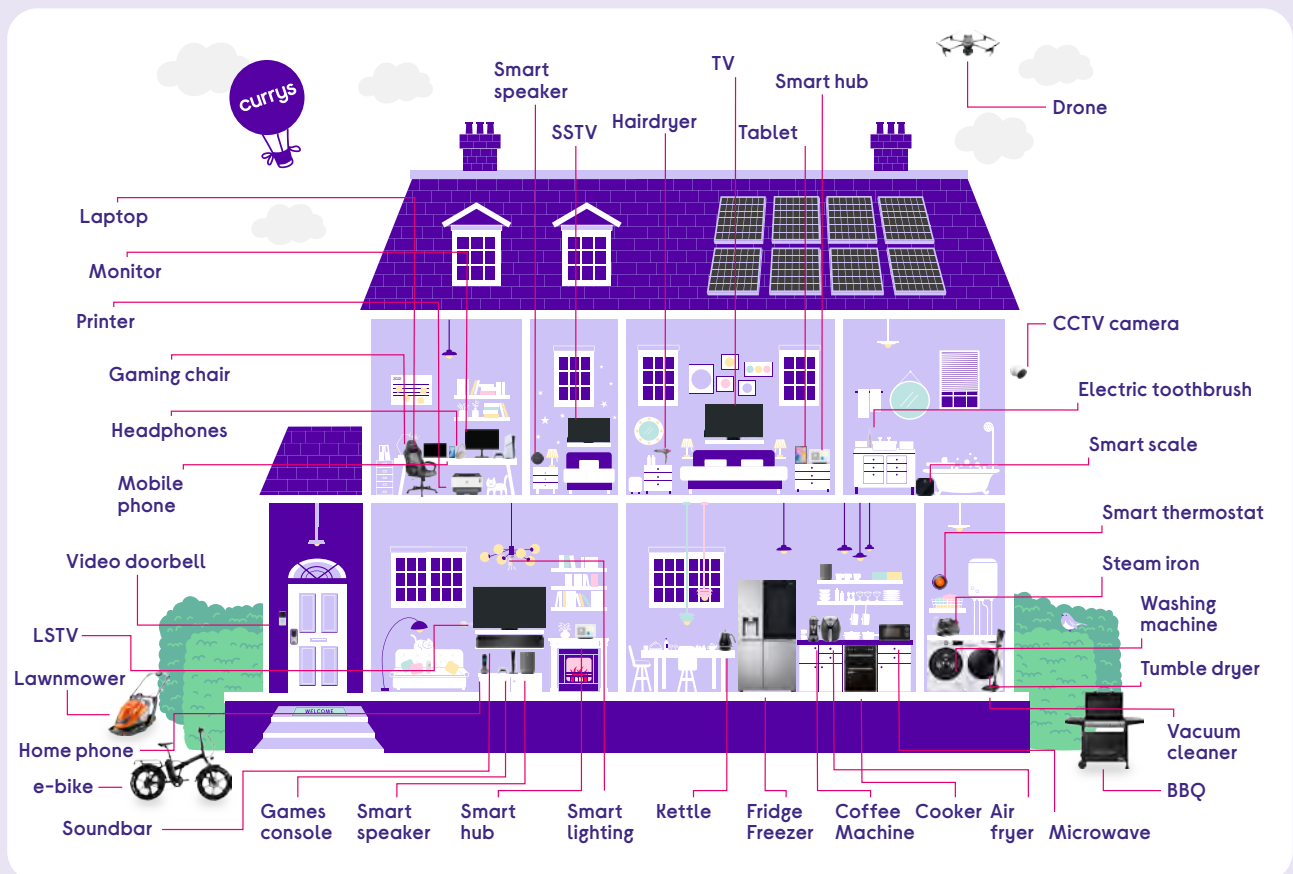 currys
Smart
speaker
TV
Smart hub
Drone
SSTV
Hairdryer
Tablet
Laptop
Monitor
Printer
Gaming chair
Headphones
Mobile
phone
CCTV camera
Electric toothbrush
Smart scale
Smart thermostat
Steam iron
Washing
machine
Tumble dryer
Vacuum
cleaner
BBQ
Video doorbell
LSTV
Lawnmower
Home phone
e-bike
Soundbar
WELCOME
Games
console
Smart
speaker
Smart
hub
Smart
lighting
Kettle
Fridge
Freezer
Coffee
Machine
Cooker
Air
fryer
Microwave